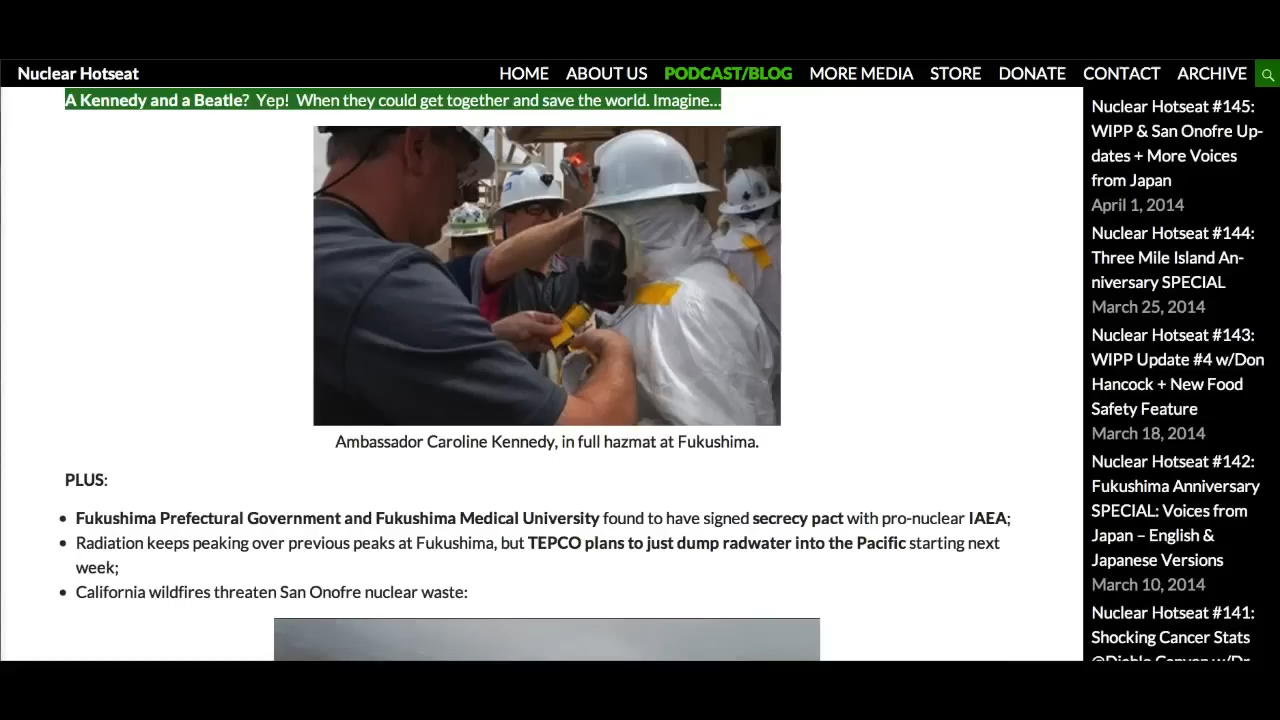 Nuclear Hotseat
HOME ABOUT US PODCAST/BLOG MORE MEDIA STORE DONATE CONTACT ARCHIVE
A Kennedy and a Beatle? Yep! When they could get together and save the world. Imagine...
Ambassador Caroline Kennedy, in full hazmat at Fukushima.
PLUS:
• Fukushima Prefectural Government and Fukushima Medical University found to have signed secrecy pact with pro-nuclear IAEA;
• Radiation keeps peaking over previous peaks at Fukushima, but TEPCO plans to just dump radwater into the Pacific starting next
week;
• California wildfires threaten San Onofre nuclear waste:
Nuclear Hotseat #145:
WIPP & San Onofre Up-
dates + More Voices
from Japan
April 1, 2014
Nuclear Hotseat #144:
Three Mile Island An-
niversary SPECIAL
March 25, 2014
Nuclear Hotseat #143:
WIPP Update #4 w/Don
Hancock + New Food
Safety Feature
March 18, 2014
Nuclear Hotseat #142:
Fukushima Anniversary
SPECIAL: Voices from
Japan – English &
Japanese Versions
March 10, 2014
Nuclear Hotseat #141:
Shocking Cancer Stats
@Diablo Canyon w/Dr.